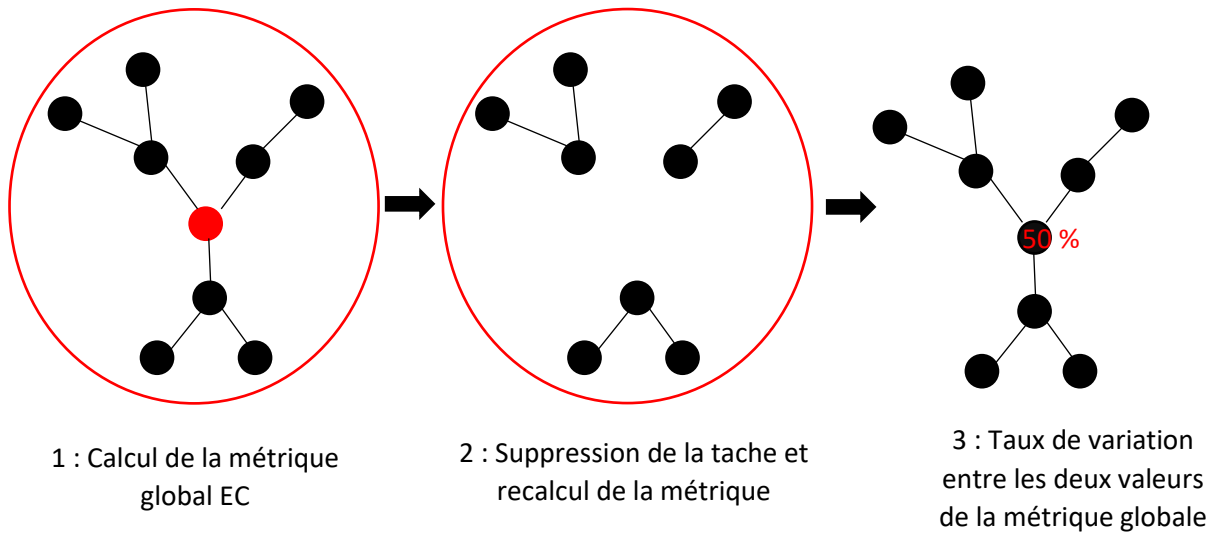 50 %
1 : Calcul de la métrique
global EC
2 : Suppression de la tache et
recalcul de la métrique
3 : Taux de variation
entre les deux valeurs
de la métrique globale